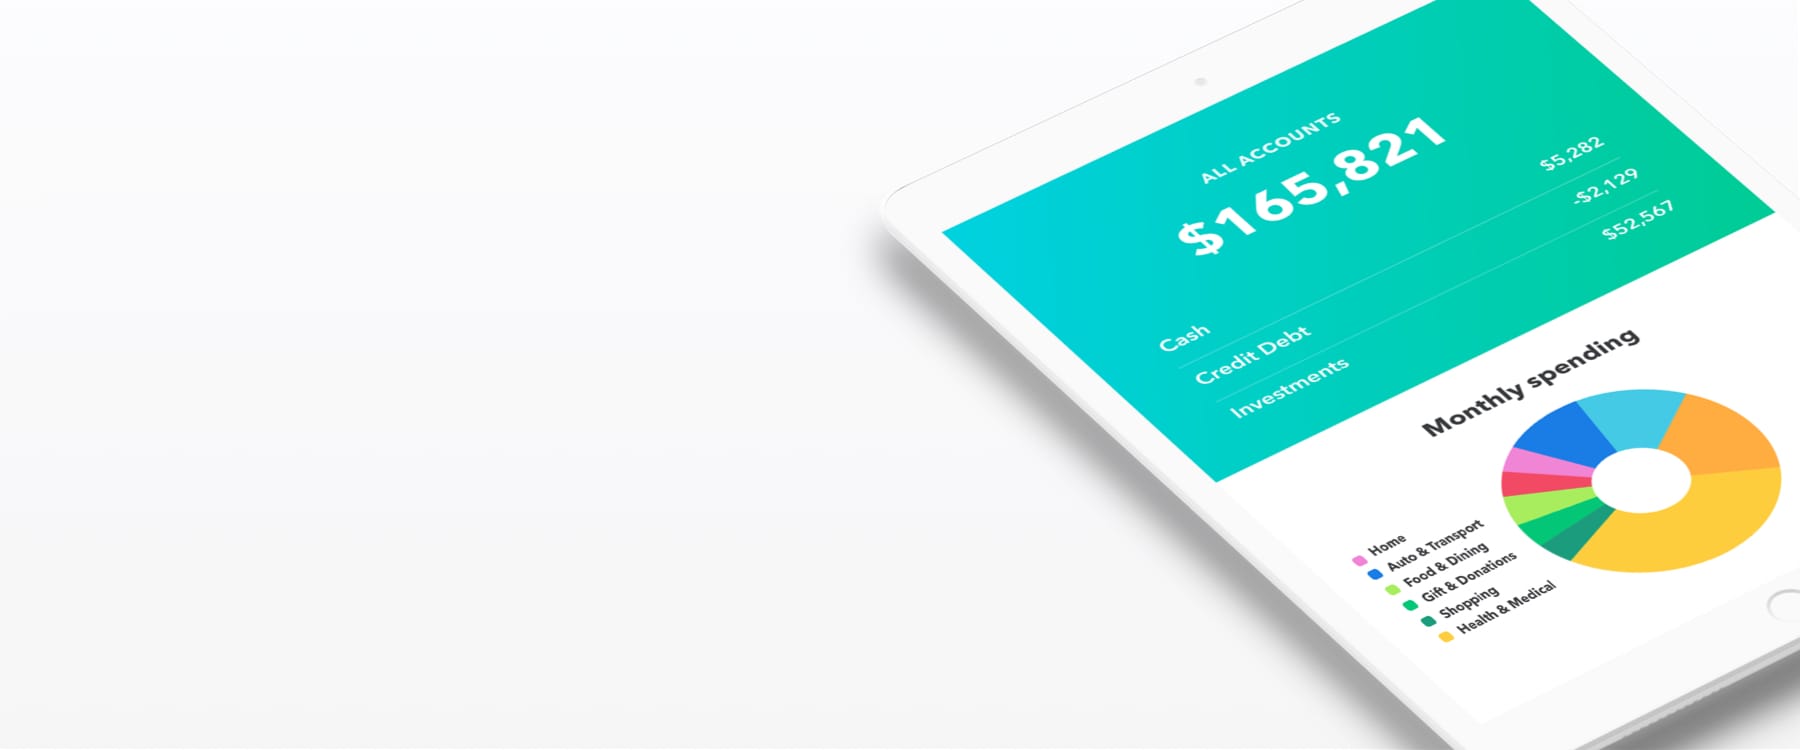 ALL ACCOUNTS
$165,821
Cash $5,282
Credit Debt -$2,129
Investments $52,567
Monthly spending
Home
Auto & Transport
Food & Dining
Gift & Donations
Shopping
Health & Medical